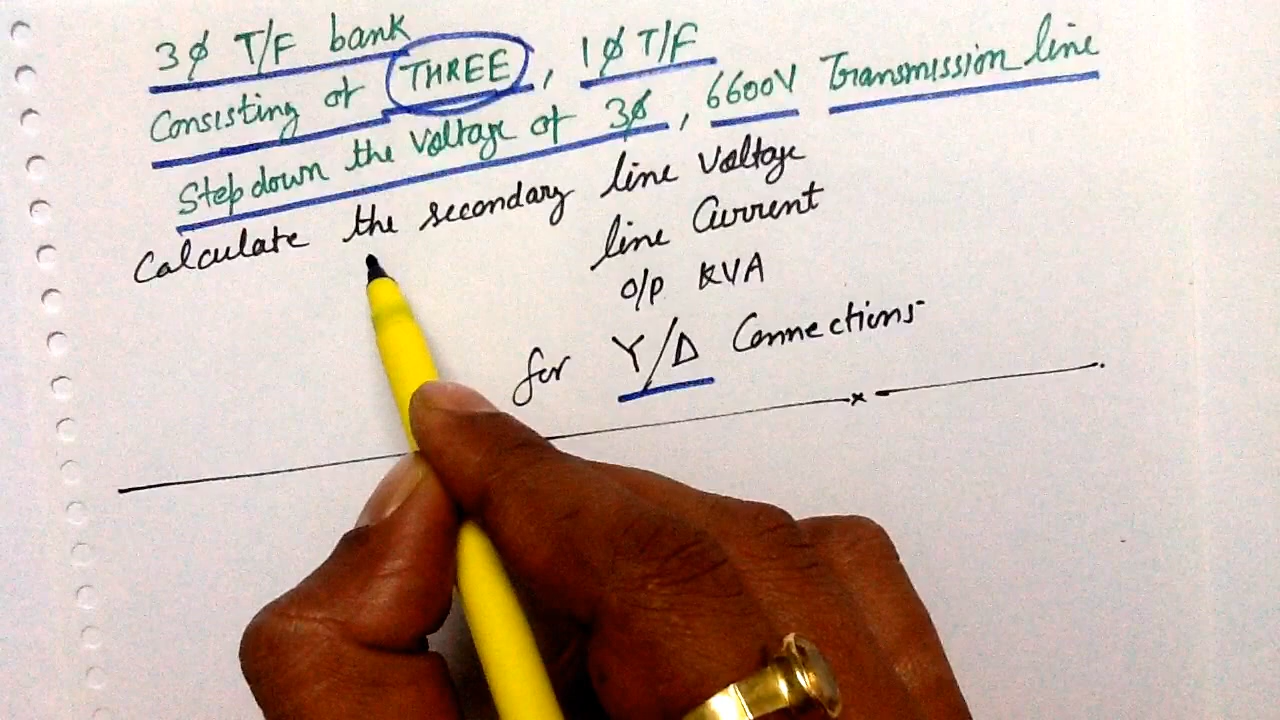 3ϕ T/F bank
Consisting of THREE, 1ϕ T/F
Step down the voltage of 3ϕ, 6600V Transmission line
Calculate the secondary line voltage
line Current
o/p KVA
for Y/Δ Connections
x